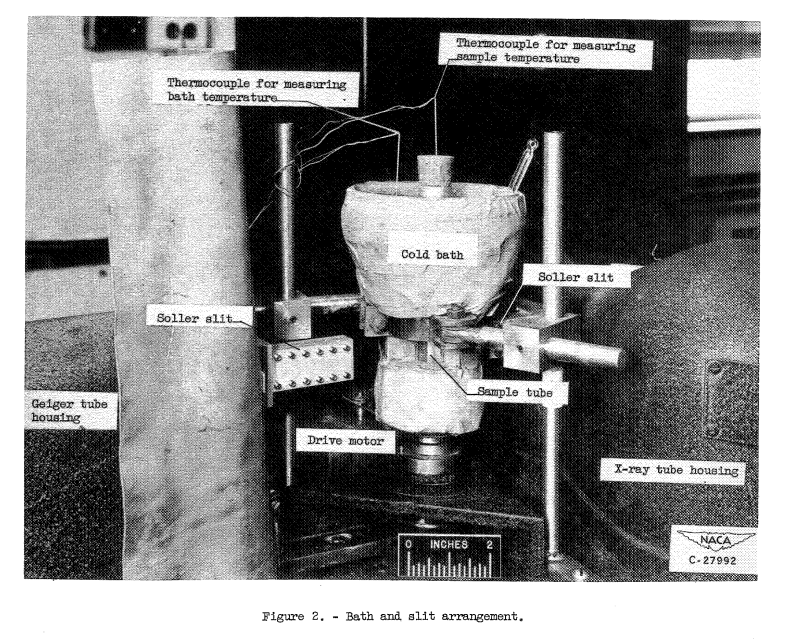 Thermocouple for measuring
sample temperature
Thermocouple for measuring
bath temperature
Cold bath
Soller slit
Soller slit
Sample tube
Geiger tube
housing
Drive motor
X-ray tube housing
0 INCHES 2
NACA
C-27992
Figure 2. - Bath and slit arrangement.